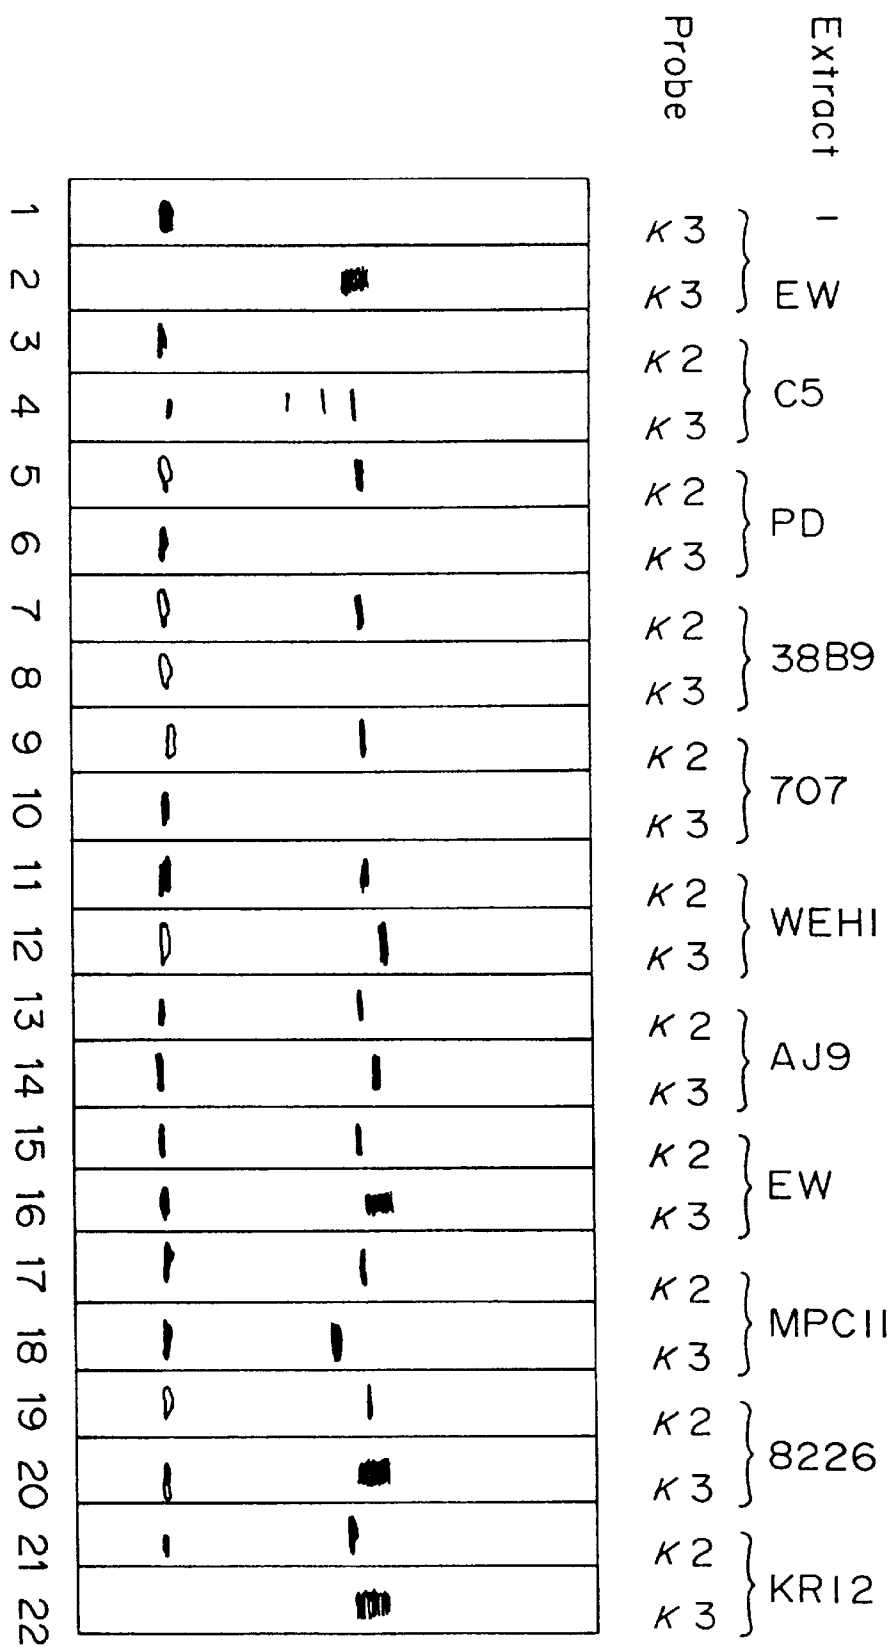 Extract – EW C5 PD 38B9 707 WEHI AJ9 EW MPC11 8226 KR12
Probe κ3 κ3 κ2 κ3 κ2 κ3 κ2 κ3 κ2 κ3 κ2 κ3 κ2 κ3 κ2 κ3 κ2 κ3 κ2 κ3 κ2 κ3
1 2 3 4 5 6 7 8 9 10 11 12 13 14 15 16 17 18 19 20 21 22